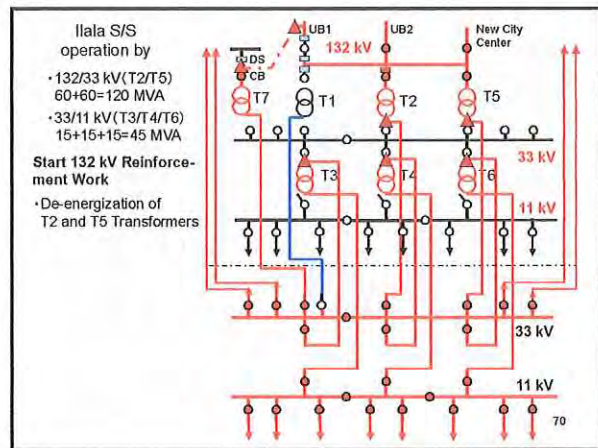 Ilala S/S
operation by
・132/33 kV(T2/T5)
60+60=120 MVA
・33/11 kV(T3/T4/T6)
15+15+15=45 MVA
Start 132 kV Reinforce-
ment Work
・De-energization of
T2 and T5 Transformers
UB1
UB2
New City
Center
132 kV
DS
CB
T7
T1
T2
T5
33 kV
T3
T4
T6
11 kV
33 kV
11 kV
70